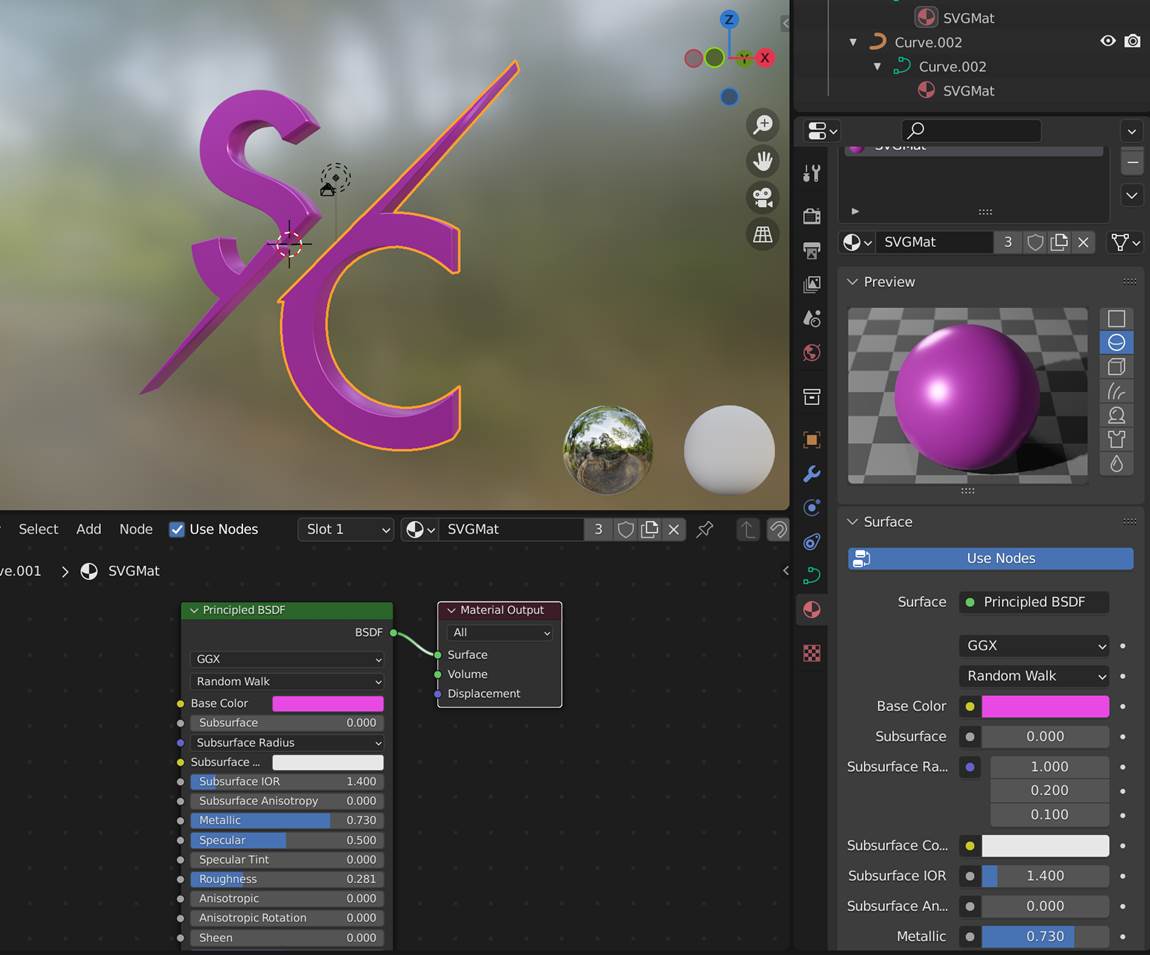 S
C
Z
Y
X
SVGMat
Curve.002
Curve.002
SVGMat
SVGMat
SVGMat
3
Preview
Surface
Use Nodes
Surface
Principled BSDF
GGX
Random Walk
Base Color
Subsurface
0.000
Subsurface Ra...
1.000
0.200
0.100
Subsurface Co...
Subsurface IOR
1.400
Subsurface An...
0.000
Metallic
0.730
Select
Add
Node
Use Nodes
Slot 1
SVGMat
3
ve.001
SVGMat
Principled BSDF
BSDF
GGX
Random Walk
Base Color
Subsurface
0.000
Subsurface Radius
Subsurface ...
Subsurface IOR
1.400
Subsurface Anisotropy
0.000
Metallic
0.730
Specular
0.500
Specular Tint
0.000
Roughness
0.281
Anisotropic
0.000
Anisotropic Rotation
0.000
Sheen
0.000
Material Output
All
Surface
Volume
Displacement